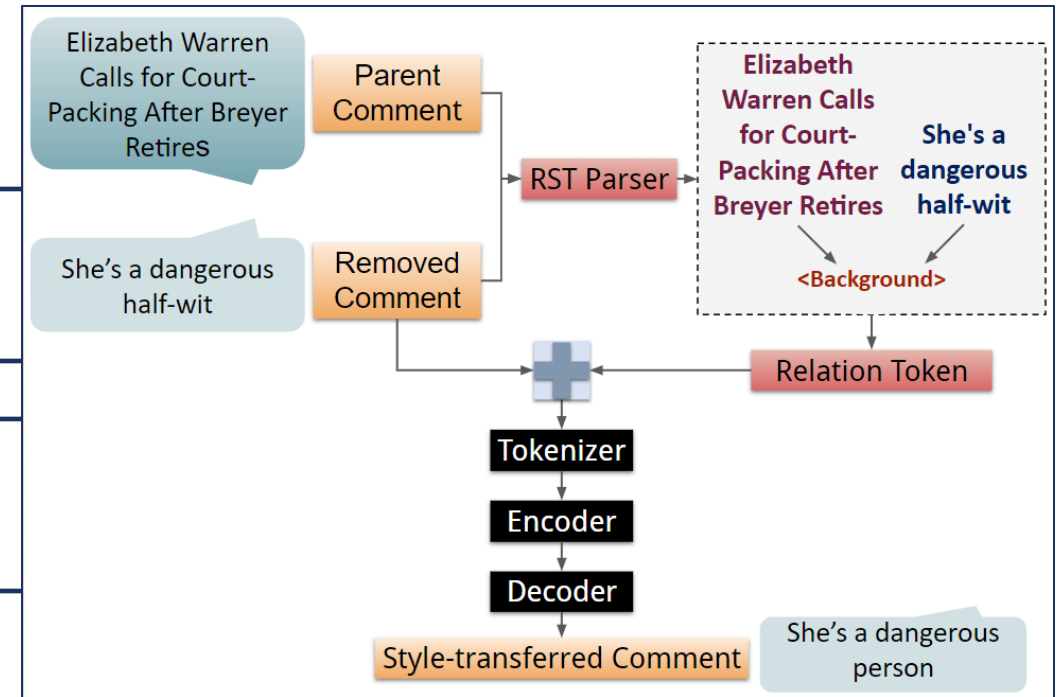 Elizabeth Warren
Calls for Court-
Packing After Breyer
Retires
Parent
Comment
RST Parser
Elizabeth
Warren Calls
for Court-
Packing After
Breyer Retires
She's a
dangerous
half-wit
<Background>
She’s a dangerous
half-wit
Removed
Comment
Relation Token
Tokenizer
Encoder
Decoder
Style-transferred Comment
She’s a dangerous
person